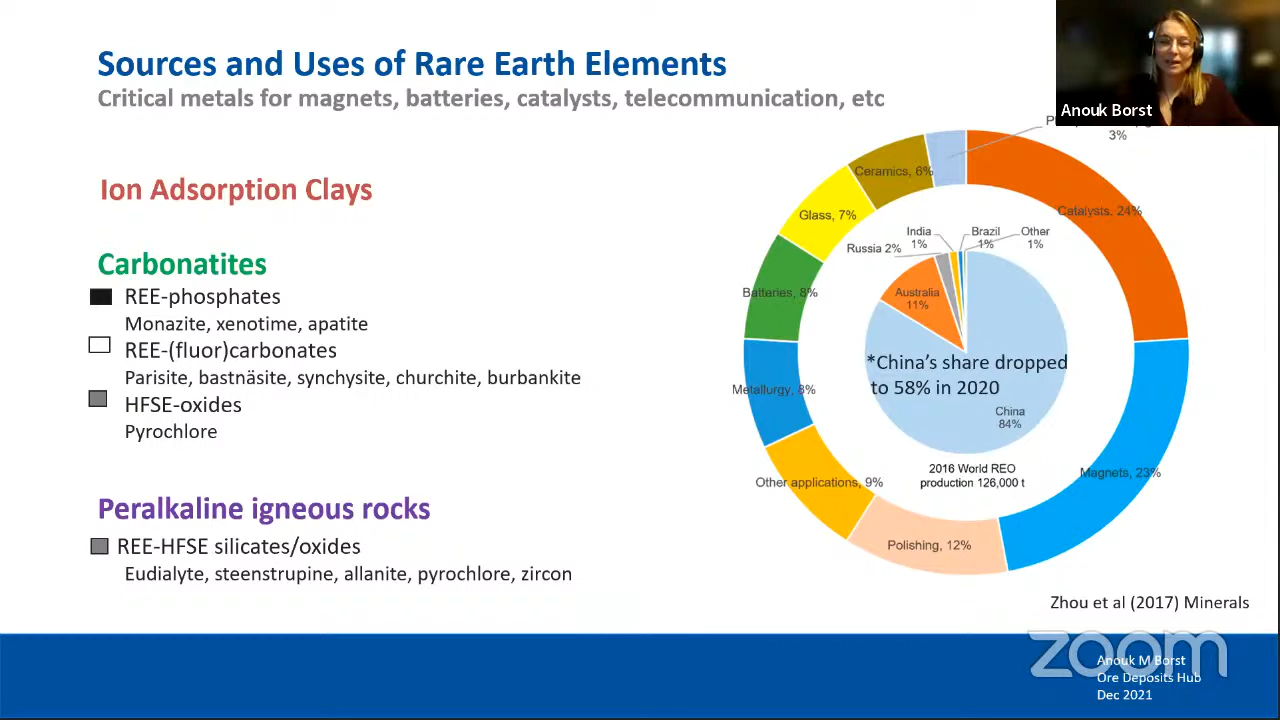 Sources and Uses of Rare Earth Elements
Critical metals for magnets, batteries, catalysts, telecommunication, etc
Anouk Borst
Ion Adsorption Clays
Carbonatites
REE-phosphates
Monazite, xenotime, apatite
REE-(fluor)carbonates
Parisite, bastnäsite, synchysite, churchite, burbankite
HFSE-oxides
Pyrochlore
Peralkaline igneous rocks
REE-HFSE silicates/oxides
Eudialyte, steenstrupine, allanite, pyrochlore, zircon
3%
Ceramics, 6%
Catalysts, 24%
Glass, 7%
India
1%
Brazil
1%
Other
1%
Russia 2%
Batteries, 8%
Australia
11%
*China's share dropped
to 58% in 2020
Metallurgy, 8%
China
84%
2016 World REO
production 126,000 t
Magnets, 23%
Other applications, 9%
Polishing, 12%
Zhou et al (2017) Minerals
zoom
Anouk M Borst
Ore Deposits Hub
Dec 2021